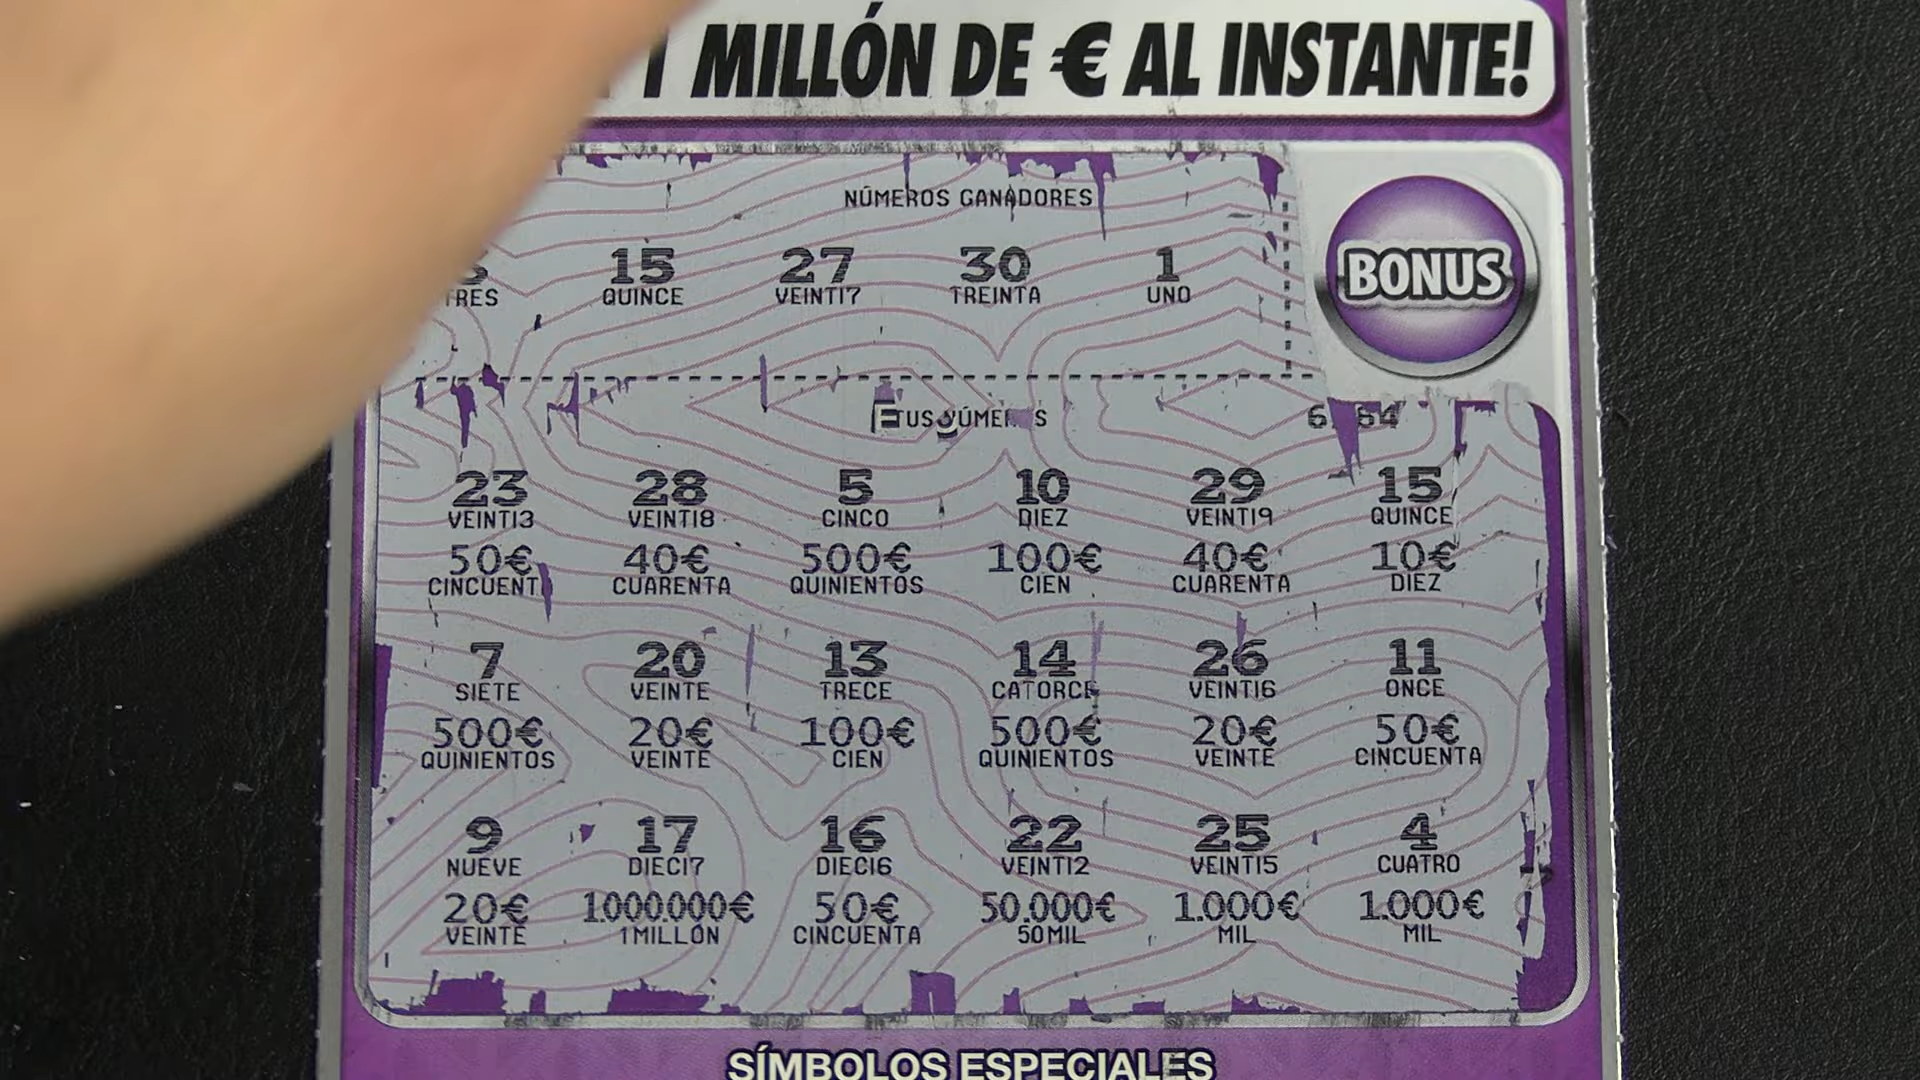 1 MILLÓN DE € AL INSTANTE!
NÚMEROS GANADORES
15 27 30 1
TRES QUINCE VEINTI7 TREINTA UNO
BONUS
TUS
23 28 5 10 29 15
VEINTI3 VEINTI8 CINCO DIEZ VEINTI9 QUINCE
50€ 40€ 500€ 100€ 40€ 10€
CINCUENT CUARENTA QUINIENTOS CIEN CUARENTA DIEZ
7 20 13 14 26 11
SIETE VEINTE TRECE CATORCE VEINTI6 ONCE
500€ 20€ 100€ 500€ 20€ 50€
QUINIENTOS VEINTE CIEN QUINIENTOS VEINTE CINCUENTA
9 17 16 22 25 4
NUEVE DIECI7 DIECI6 VEINTI2 VEINTI5 CUATRO
20€ 1000.000€ 50€ 50.000€ 1.000€ 1.000€
VEINTE 1MILLÓN CINCUENTA 50MIL MIL MIL
SÍMBOLOS ESPECIALES